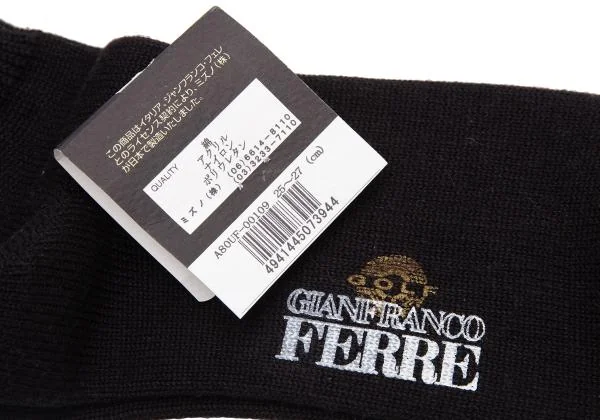 この商品はイタリア、ジャンフランコ・フェレ
とのライセンス契約により、ミズノ(株)
が日本で製造いたしました。
QUALITY
綿
アクリル
ナイロン
ポリウレタン
ミズノ(株) (06)6614-8110
(03)3233-7110
A80UF-00109 25~27(cm)
4941445073944
GOLF
GIANFRANCO
FERRE